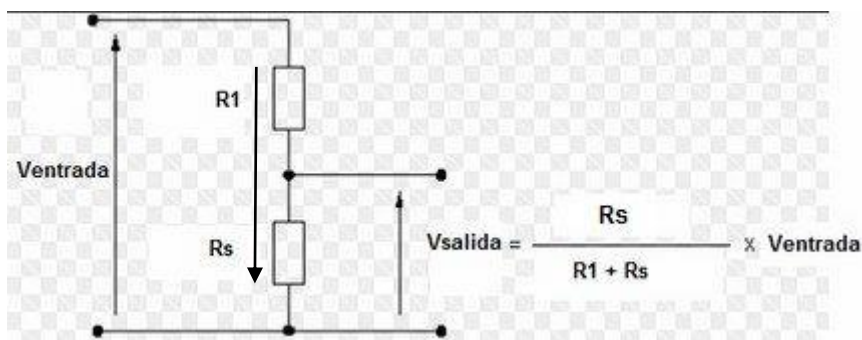 R1
Ventrada
Rs
Vsalida = Rs / R1 + Rs x Ventrada